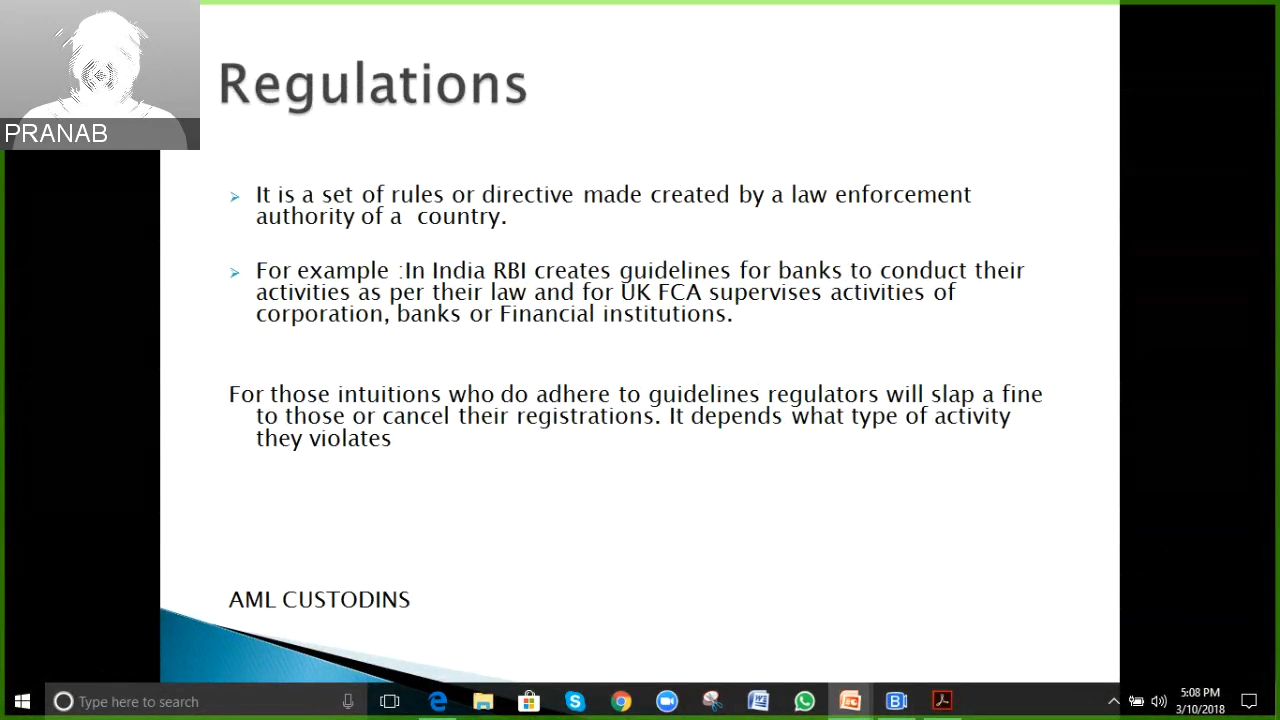 PRANAB
Regulations
It is a set of rules or directive made created by a law enforcement
authority of a country.
For example :In India RBI creates guidelines for banks to conduct their
activities as per their law and for UK FCA supervises activities of
corporation, banks or Financial institutions.
For those intuitions who do adhere to guidelines regulators will slap a fine
to those or cancel their registrations. It depends what type of activity
they violates
AML CUSTODINS
Type here to search
5:08 PM
3/10/2018